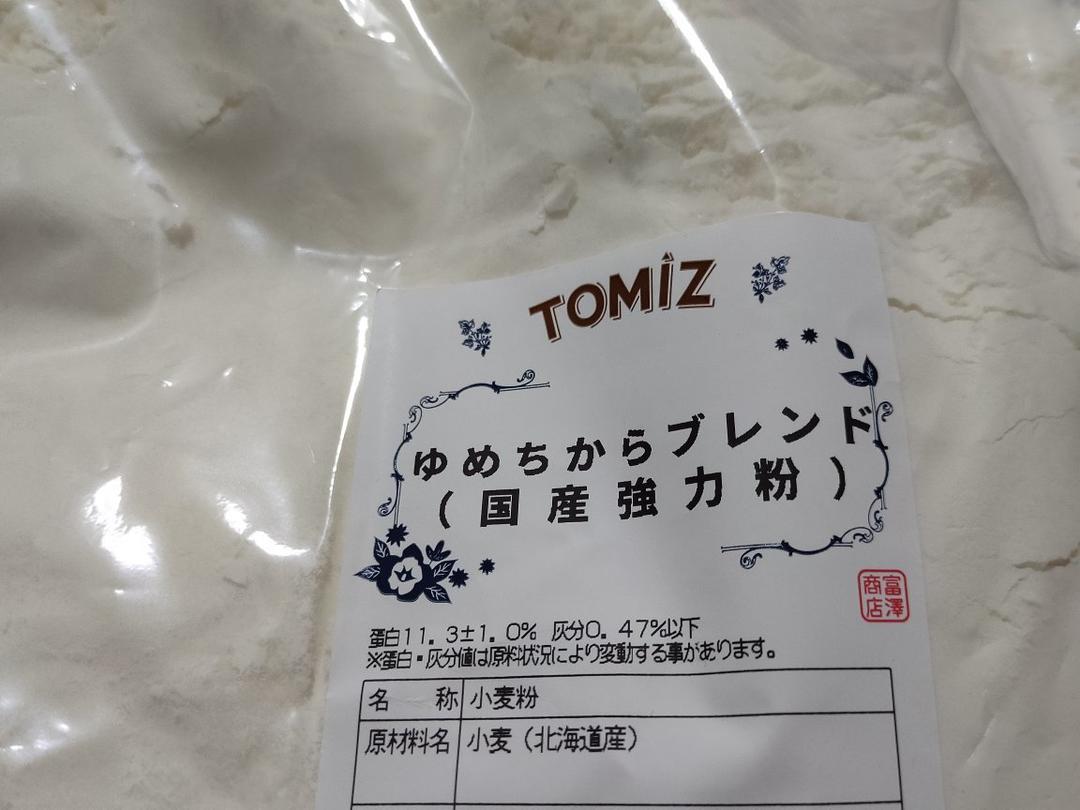 TOMIZ
ゆめちからブレンド
(国産強力粉)
富澤商店
蛋白11.3±1.0% 灰分0.47%以下
※蛋白・灰分値は原料状況により変動する事があります。
名 称 小麦粉
原材料名 小麦(北海道産)